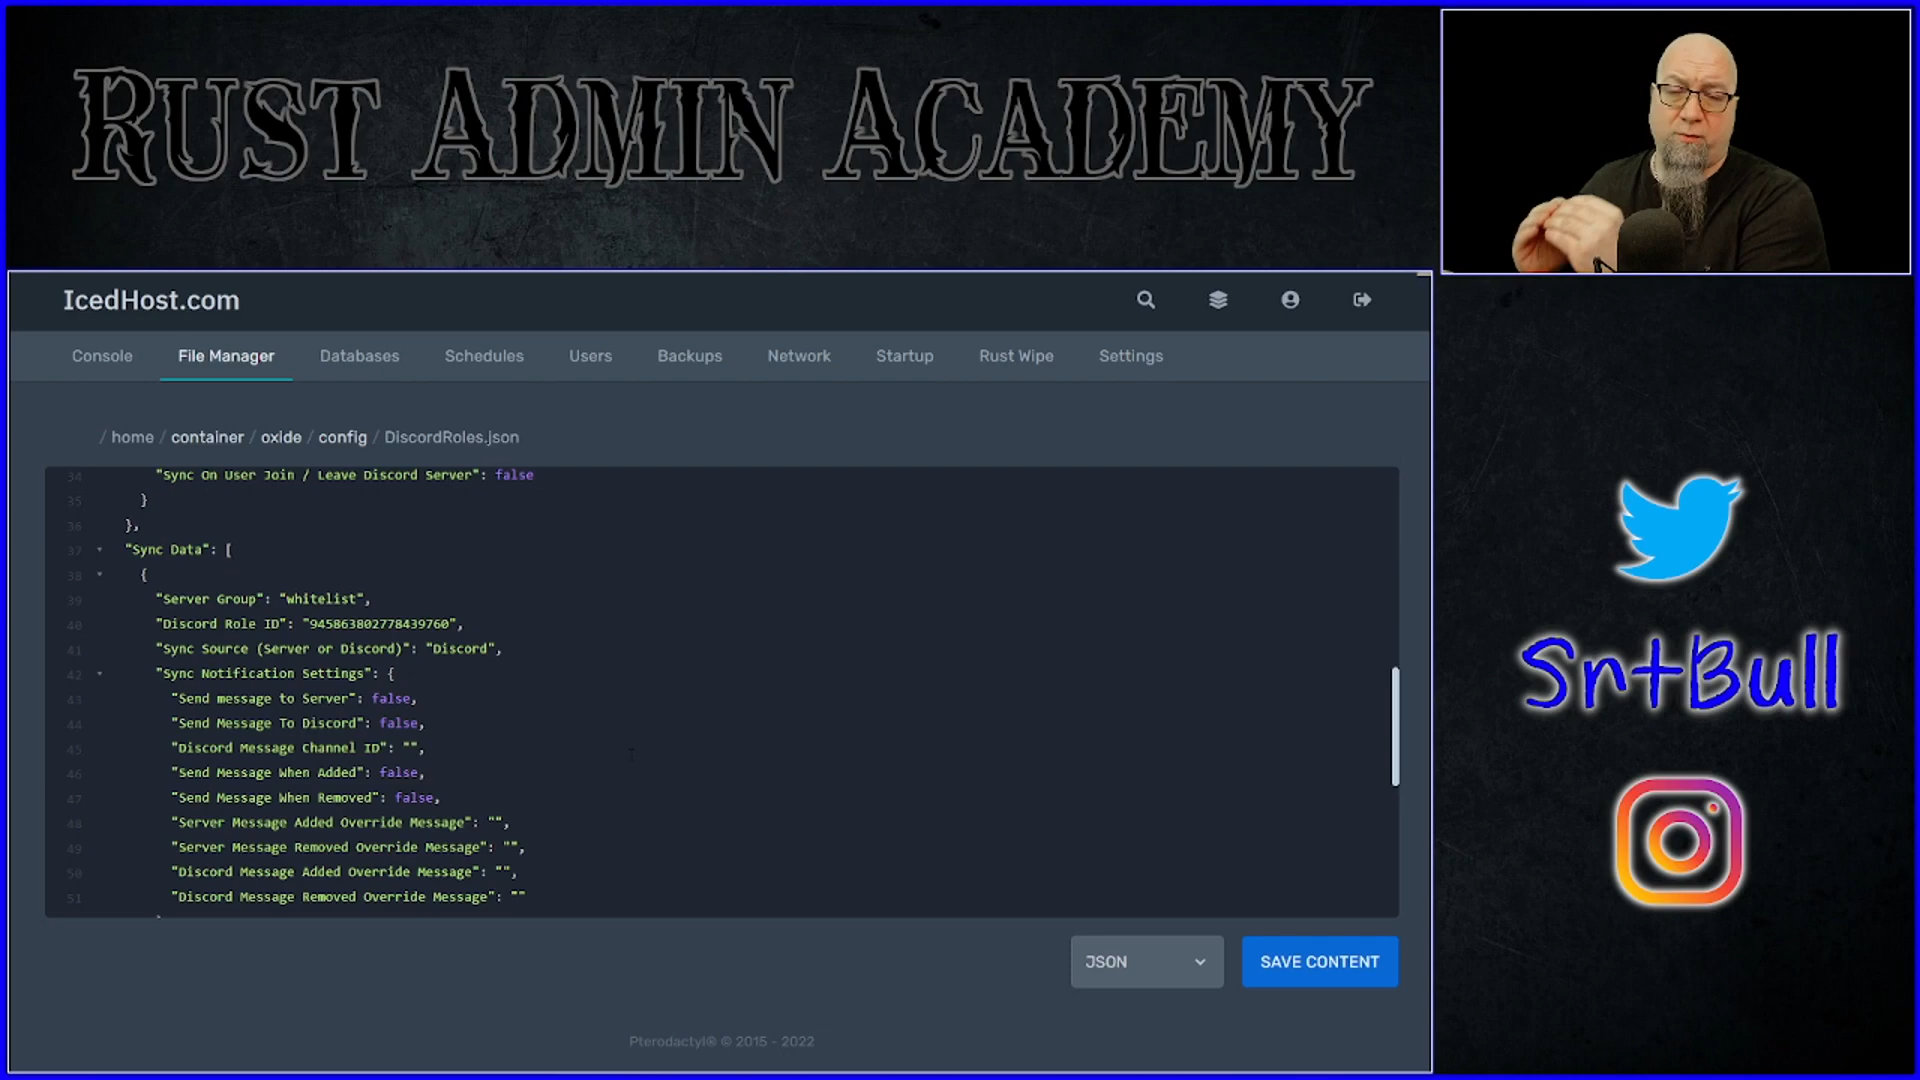 RUST ADMIN ACADEMY
IcedHost.com
Console File Manager Databases Schedules Users Backups Network Startup Rust Wipe Settings
/ home / container / oxide / config / DiscordRoles.json
34 "Sync On User Join / Leave Discord Server": false
35 }
36 },
37 "Sync Data": [
38 {
39 "Server Group": "whitelist",
40 "Discord Role ID": "945863802778439760",
41 "Sync Source (Server or Discord)": "Discord",
42 "Sync Notification Settings": {
43 "Send message to Server": false,
44 "Send Message To Discord": false,
45 "Discord Message Channel ID": "",
46 "Send Message When Added": false,
47 "Send Message When Removed": false,
48 "Server Message Added Override Message": "",
49 "Server Message Removed Override Message": "",
50 "Discord Message Added Override Message": "",
51 "Discord Message Removed Override Message": ""
JSON SAVE CONTENT
Pterodactyl® © 2015 - 2022
SntBull